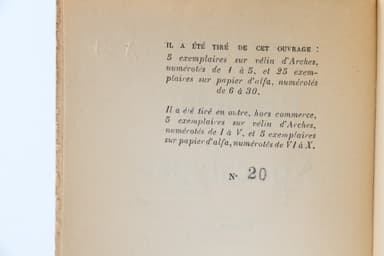 IL A ÉTÉ TIRÉ DE CET OUVRAGE :
5 exemplaires sur vélin d'Arches,
numérotés de 1 à 5, et 25 exem-
plaires sur papier d'alfa, numérotés
de 6 à 30.
Il a été tiré en outre, hors commerce,
5 exemplaires sur vélin d'Arches,
numérotés de I à V, et 5 exemplaires
sur papier d'alfa, numérotés de VI à X.
N° 20